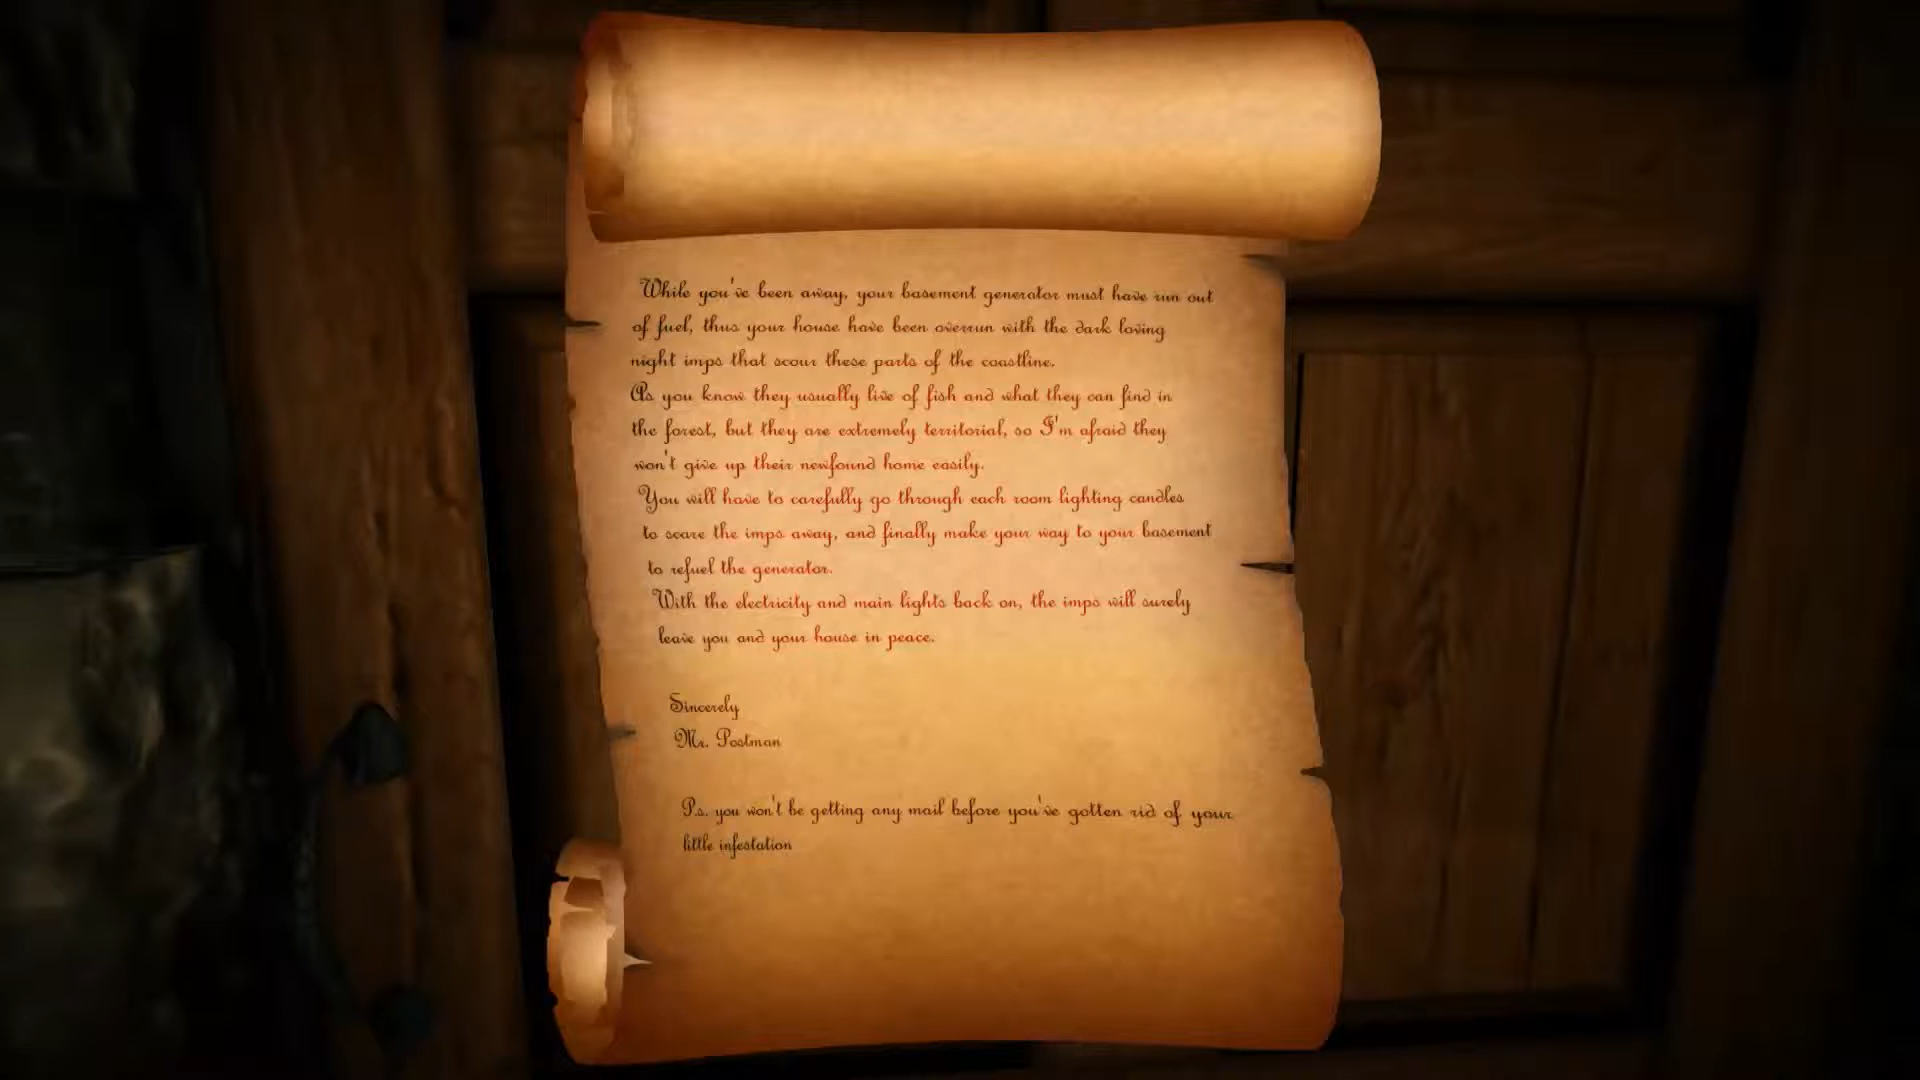 While you've been away, your basement generator must have run out
of fuel, thus your house have been overrun with the dark loving
night imps that scour these parts of the coastline.
As you know they usually live of fish and what they can find in
the forest, but they are extremely territorial, so I'm afraid they
won't give up their newfound home easily.
You will have to carefully go through each room lighting candles
to scare the imps away, and finally make your way to your basement
to refuel the generator.
With the electricity and main lights back on, the imps will surely
leave you and your house in peace.
Sincerely
Mr. Postman
P.s. you won't be getting any mail before you've gotten rid of your
little infestation